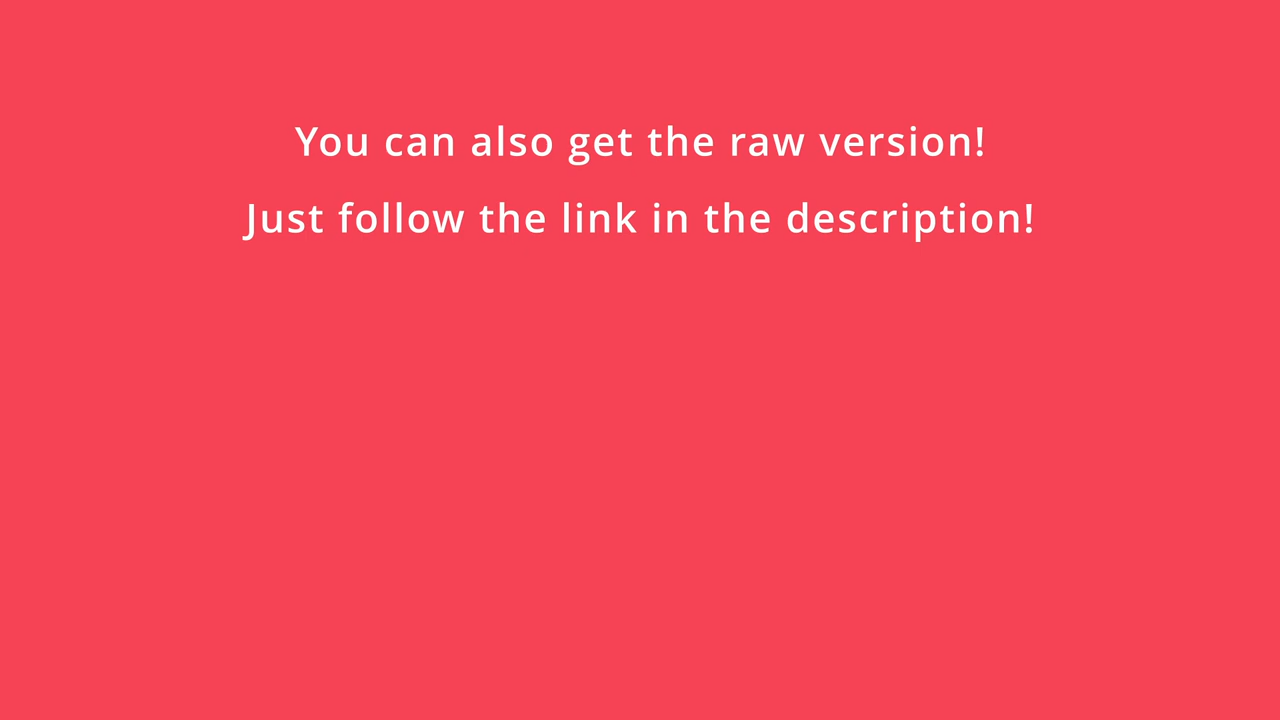 You can also get the raw version!
Just follow the link in the description!